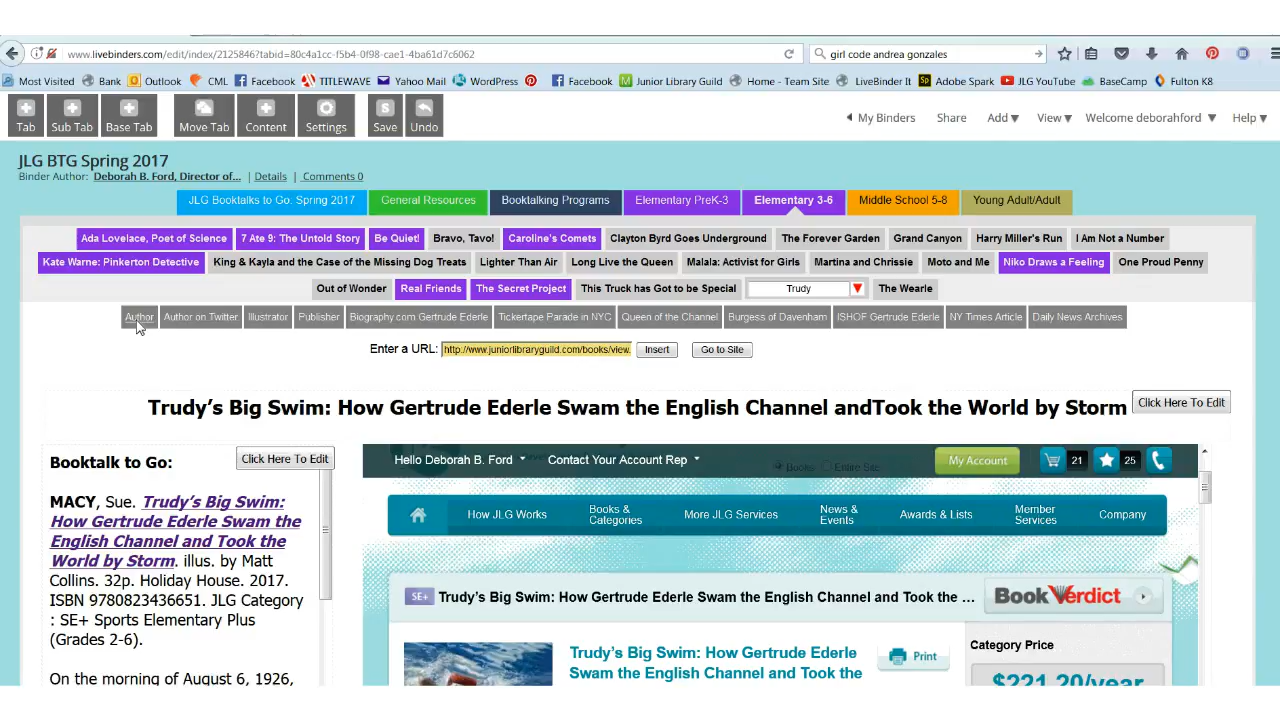 www.livebinders.com/edit/index/2125846?tabid=80c4a1cc-f5b4-0f98-cae1-4ba61d7c6062
girl code andrea gonzales
Most Visited Bank Outlook CML Facebook TITLEWAVE Yahoo Mail WordPress Facebook Junior Library Guild Home - Team Site LiveBinder It Adobe Spark JLG YouTube BaseCamp Fulton K8
Tab Sub Tab Base Tab Move Tab Content Settings Save Undo
My Binders Share Add View Welcome deborahford Help
JLG BTG Spring 2017
Binder Author: Deborah B. Ford, Director of... | Details | Comments 0
JLG Booktalks to Go: Spring 2017 General Resources Booktalking Programs Elementary PreK-3 Elementary 3-6 Middle School 5-8 Young Adult/Adult
Ada Lovelace, Poet of Science 7 Ate 9: The Untold Story Be Quiet! Bravo, Tavo! Caroline's Comets Clayton Byrd Goes Underground The Forever Garden Grand Canyon Harry Miller's Run I Am Not a Number
Kate Warne: Pinkerton Detective King & Kayla and the Case of the Missing Dog Treats Lighter Than Air Long Live the Queen Malala: Activist for Girls Martina and Chrissie Moto and Me Niko Draws a Feeling One Proud Penny
Out of Wonder Real Friends The Secret Project This Truck has Got to be Special Trudy The Wearle
Author Author on Twitter Illustrator Publisher Biography.com Gertrude Ederle Tickertape Parade in NYC Queen of the Channel Burgess of Davenham ISHOF Gertrude Ederle NY Times Article Daily News Archives
Enter a URL: http://www.juniorlibraryguild.com/books/view. Insert Go to Site
Trudy's Big Swim: How Gertrude Ederle Swam the English Channel andTook the World by Storm
Click Here To Edit
Booktalk to Go:
Click Here To Edit
MACY, Sue. Trudy's Big Swim:
How Gertrude Ederle Swam the
English Channel and Took the
World by Storm. illus. by Matt
Collins. 32p. Holiday House. 2017.
ISBN 9780823436651. JLG Category
: SE+ Sports Elementary Plus
(Grades 2-6).
On the morning of August 6, 1926,
Hello Deborah B. Ford Contact Your Account Rep Books Entire Site My Account 21 25
How JLG Works Books & Categories More JLG Services News & Events Awards & Lists Member Services Company
SE+ Trudy's Big Swim: How Gertrude Ederle Swam the English Channel and Took the ...
BookVerdict
Trudy's Big Swim: How Gertrude Ederle
Swam the English Channel and Took the
Print
Category Price
$221.20/year